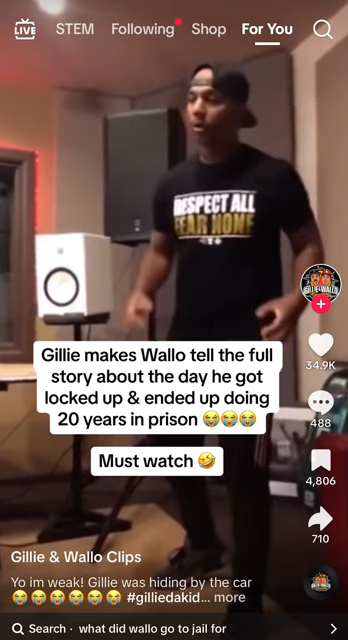 LIVE STEM Following Shop For You
RESPECT ALL
FEAR NONE
GILLIE & WALLO
34.9K
Gillie makes Wallo tell the full
story about the day he got
locked up & ended up doing
20 years in prison 😭😭😭
488
Must watch 🤣
4,806
710
Gillie & Wallo Clips
Yo im weak! Gillie was hiding by the car
😭😭😭😭😭😭 #gilliedakid... more
Search · what did wallo go to jail for